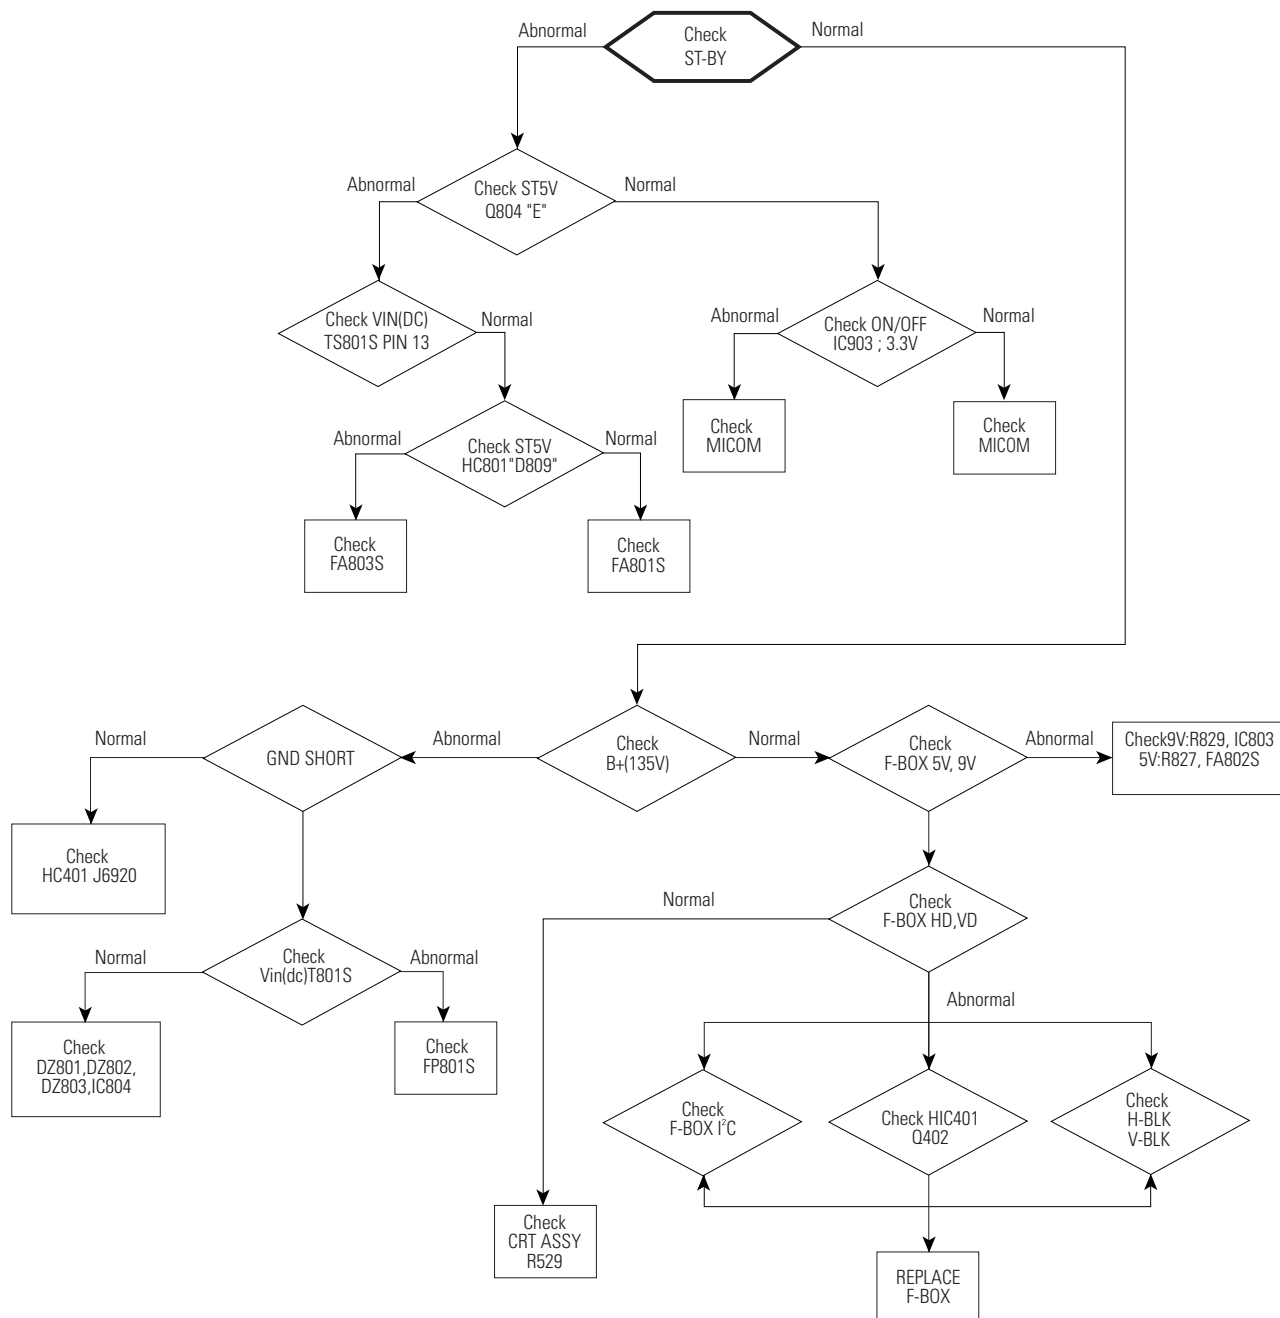 Abnormal
Check
ST-BY
Normal
Abnormal
Check ST5V
Q804 "E"
Normal
Check VIN(DC)
TS801S PIN 13
Normal
Abnormal
Check ON/OFF
IC903 ; 3.3V
Normal
Abnormal
Check ST5V
HC801"D809"
Normal
Check
MICOM
Check
MICOM
Check
FA803S
Check
FA801S
Normal
GND SHORT
Abnormal
Check
B+(135V)
Normal
Check
F-BOX 5V, 9V
Abnormal
Check9V:R829, IC803
5V:R827, FA802S
Check
HC401 J6920
Normal
Check
F-BOX HD,VD
Normal
Check
Vin(dc)T801S
Abnormal
Abnormal
Check
DZ801,DZ802,
DZ803,IC804
Check
FP801S
Check
F-BOX I²C
Check HIC401
Q402
Check
H-BLK
V-BLK
Check
CRT ASSY
R529
REPLACE
F-BOX